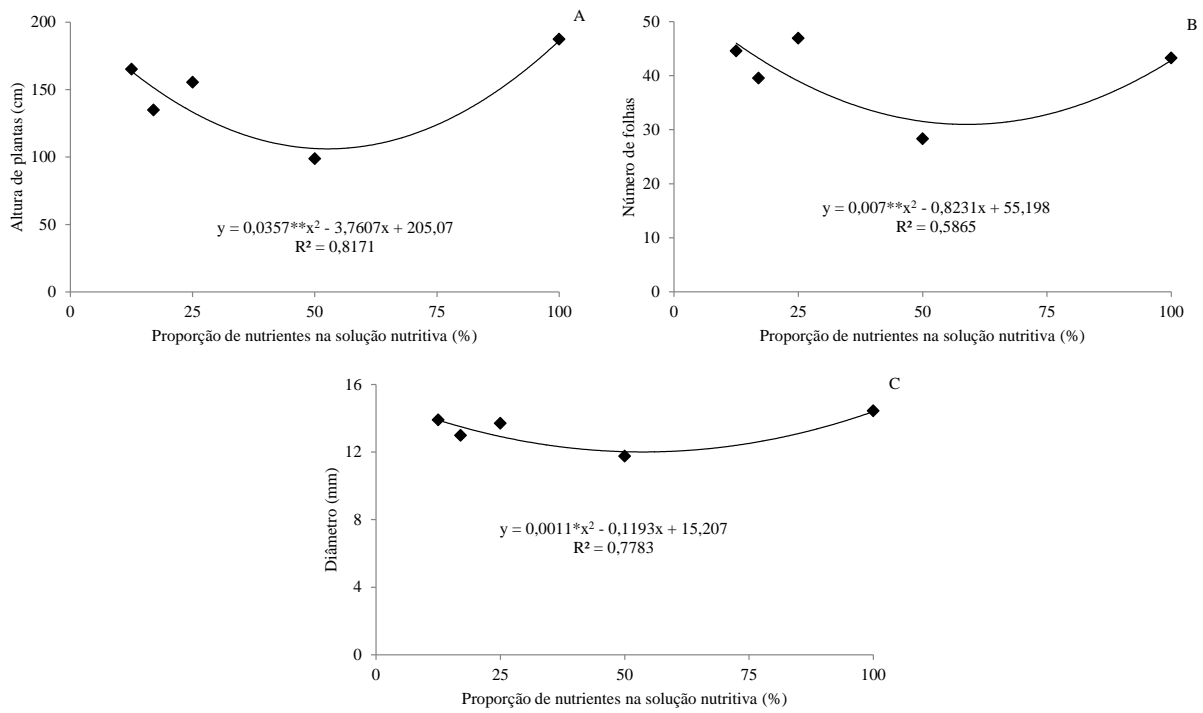 A
200
150
100
50
0
Altura de plantas (cm)
y = 0,0357**x² - 3,7607x + 205,07
R² = 0,8171
0 25 50 75 100
Proporção de nutrientes na solução nutritiva (%)
B
50
40
30
20
10
0
Número de folhas
y = 0,007**x² - 0,8231x + 55,198
R² = 0,5865
0 25 50 75 100
Proporção de nutrientes na solução nutritiva (%)
C
16
12
8
4
0
Diâmetro (mm)
y = 0,0011*x² - 0,1193x + 15,207
R² = 0,7783
0 25 50 75 100
Proporção de nutrientes na solução nutritiva (%)